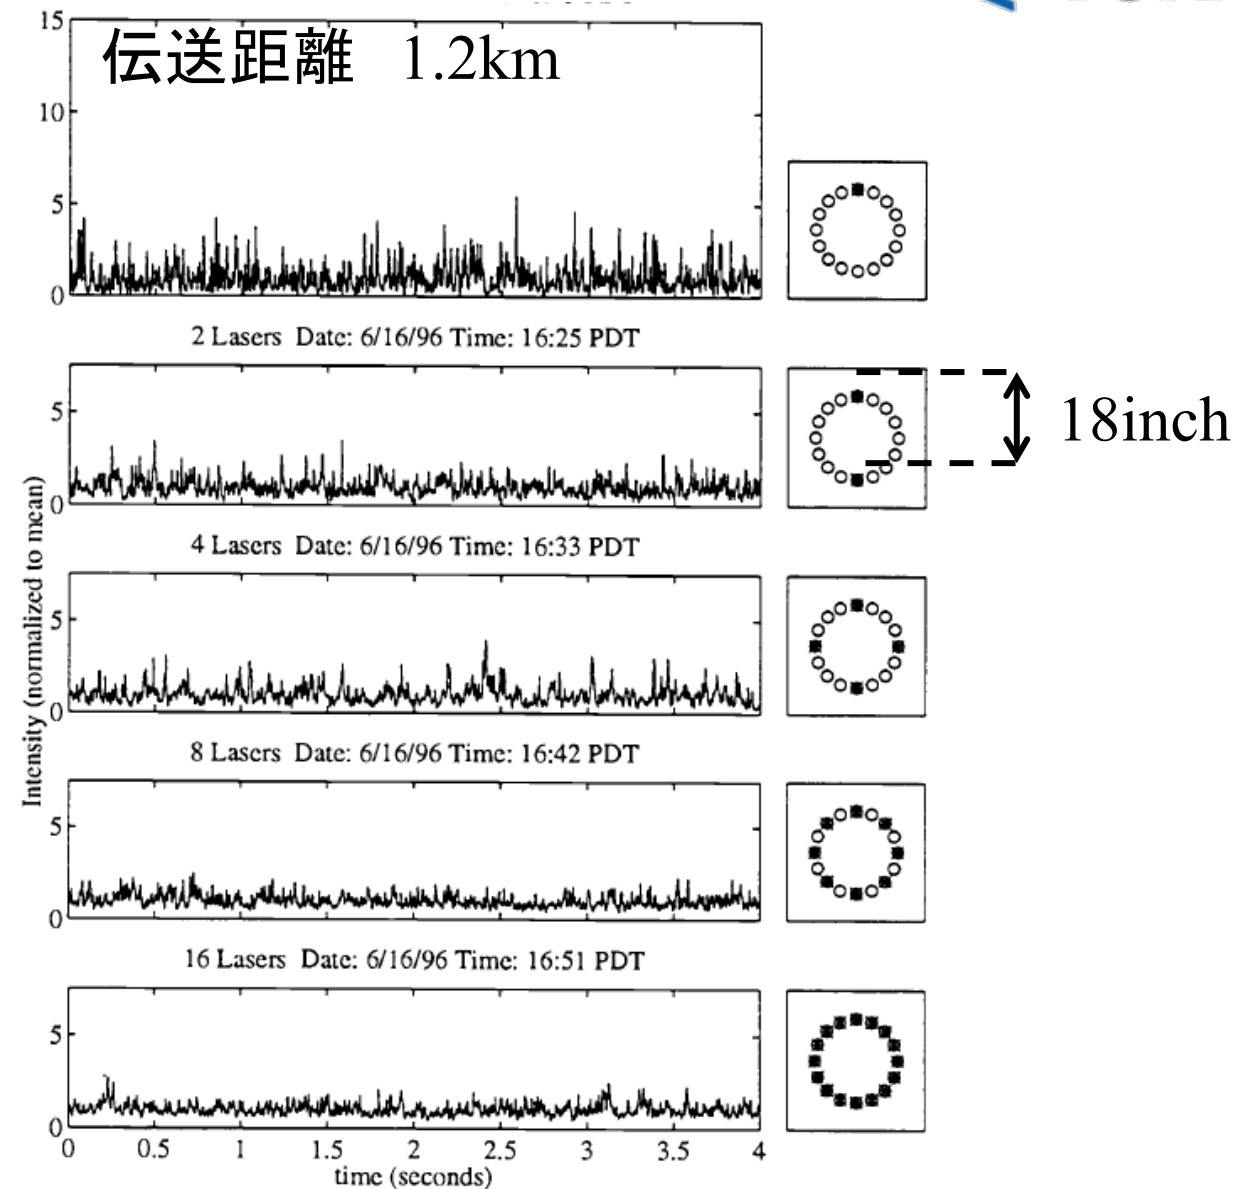 15
伝送距離 1.2km
10
5
0
2 Lasers Date: 6/16/96 Time: 16:25 PDT
18inch
5
0
4 Lasers Date: 6/16/96 Time: 16:33 PDT
5
0
Intensity (normalized to mean)
8 Lasers Date: 6/16/96 Time: 16:42 PDT
5
0
16 Lasers Date: 6/16/96 Time: 16:51 PDT
5
0
0 0.5 1 1.5 2 2.5 3 3.5 4
time (seconds)